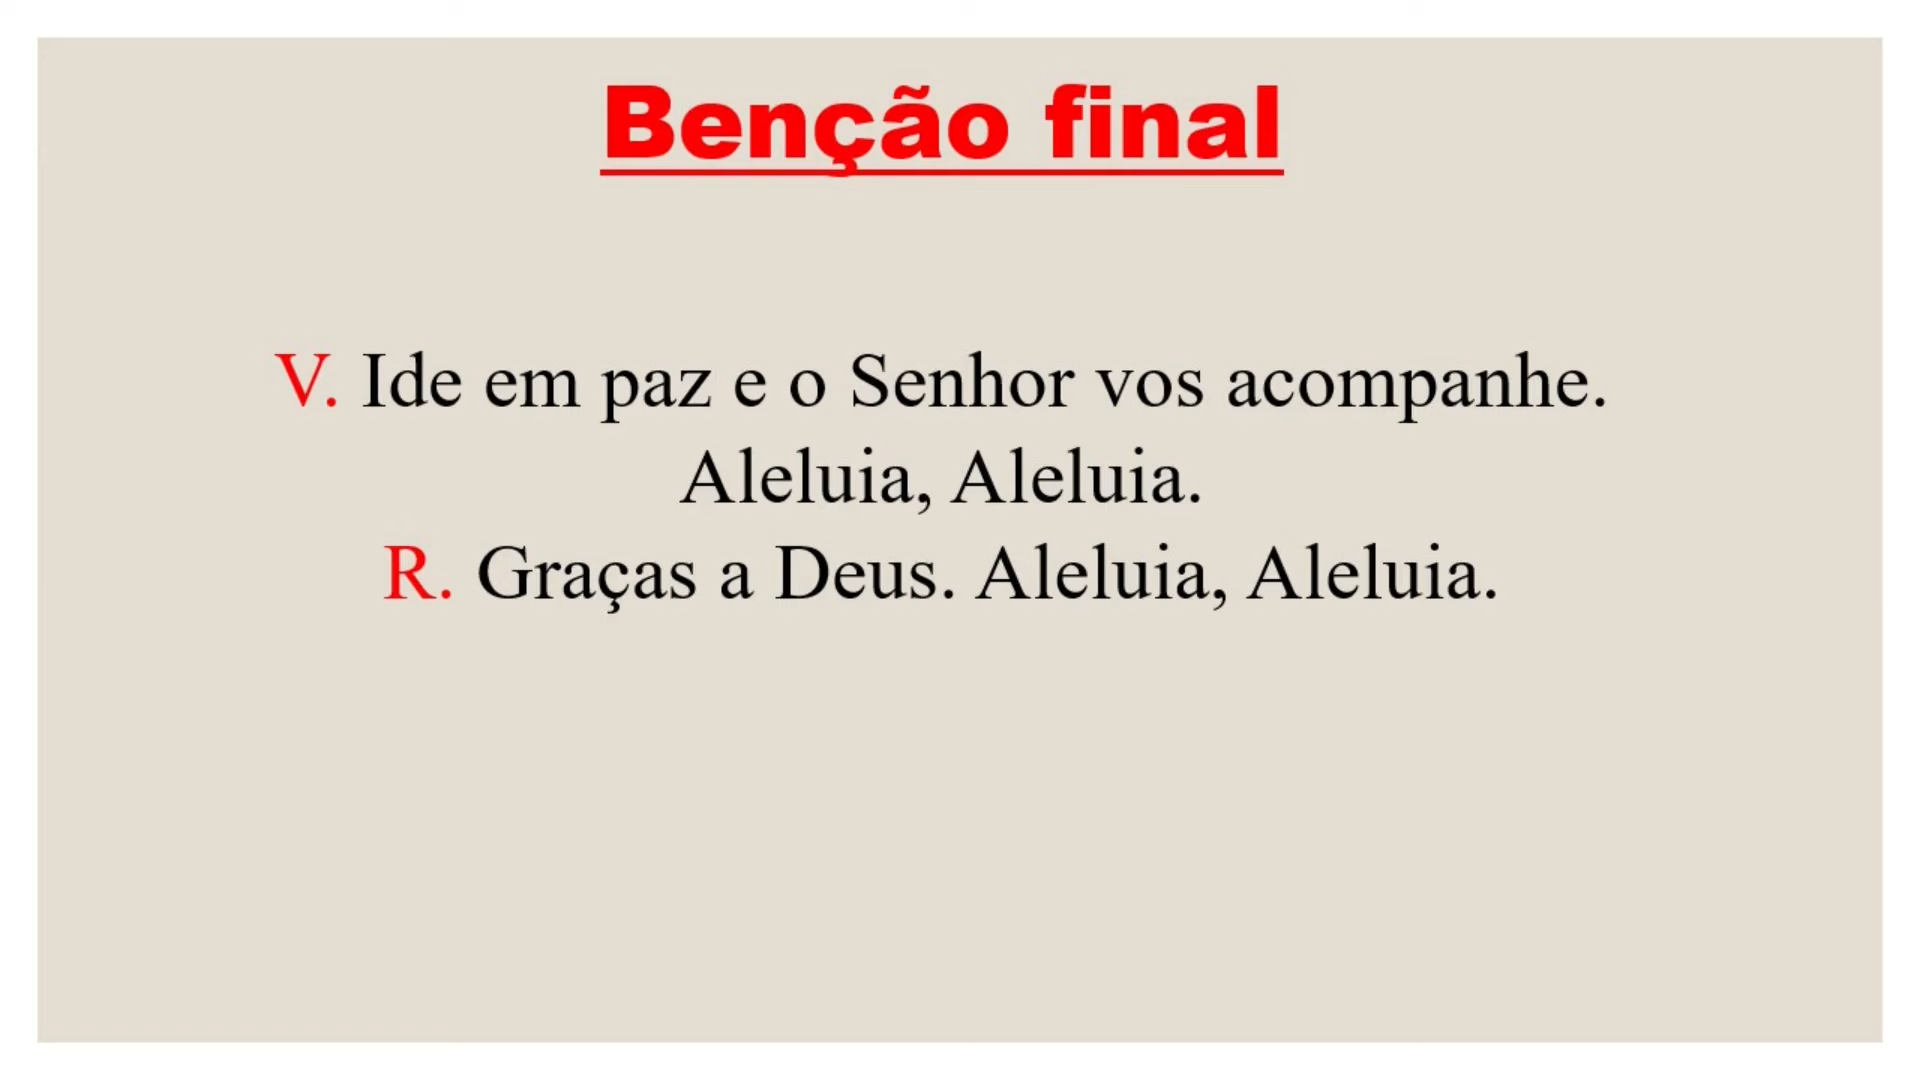 Benção final
V. Ide em paz e o Senhor vos acompanhe.
Aleluia, Aleluia.
R. Graças a Deus. Aleluia, Aleluia.